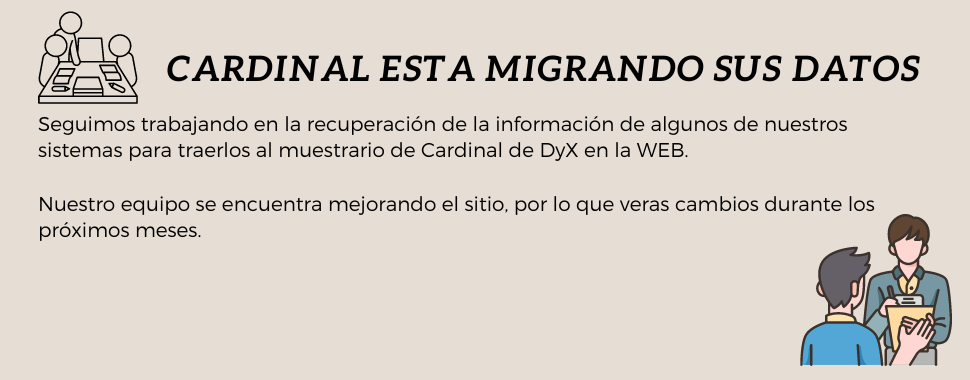 CARDINAL ESTA MIGRANDO SUS DATOS
Seguimos trabajando en la recuperación de la información de algunos de nuestros
sistemas para traerlos al muestrario de Cardinal de DyX en la WEB.
Nuestro equipo se encuentra mejorando el sitio, por lo que veras cambios durante los
próximos meses.